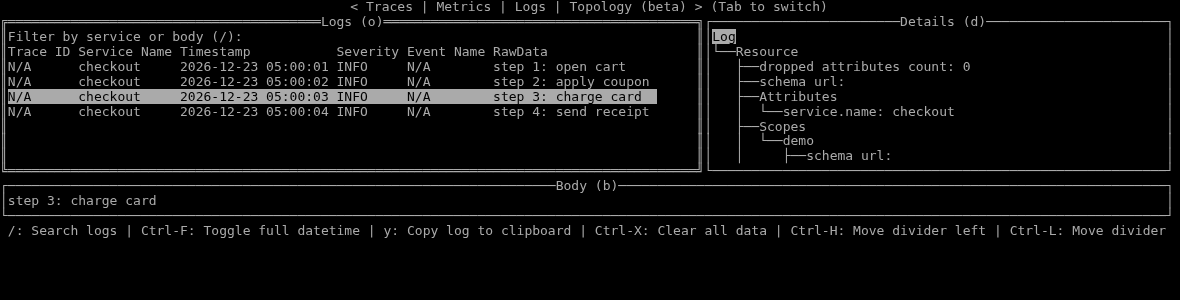 < Traces | Metrics | Logs | Topology (beta) > (Tab to switch)
Logs (o)
Filter by service or body (/):
Trace ID Service Name Timestamp Severity Event Name RawData
N/A checkout 2026-12-23 05:00:01 INFO N/A step 1: open cart
N/A checkout 2026-12-23 05:00:02 INFO N/A step 2: apply coupon
N/A checkout 2026-12-23 05:00:03 INFO N/A step 3: charge card
N/A checkout 2026-12-23 05:00:04 INFO N/A step 4: send receipt
Details (d)
Log
Resource
dropped attributes count: 0
schema url:
Attributes
service.name: checkout
Scopes
demo
schema url:
Body (b)
step 3: charge card
/: Search logs | Ctrl-F: Toggle full datetime | y: Copy log to clipboard | Ctrl-X: Clear all data | Ctrl-H: Move divider left | Ctrl-L: Move divider